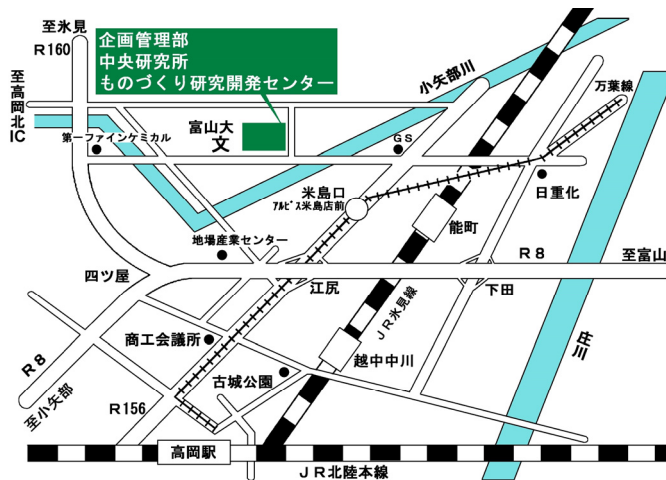 至氷見
R160
企画管理部
中央研究所
ものづくり研究開発センター
小矢部川
万葉線
至高岡北IC
第一ファインケミカル
富山大
文
GS
日重化
米島口
ｱﾙﾋﾞｽ米島店前
能町
地場産業センター
R8
至富山
四ツ屋
江尻
下田
JR氷見線
庄川
商工会議所
越中中川
古城公園
R8
至小矢部
R156
高岡駅
JR北陸本線